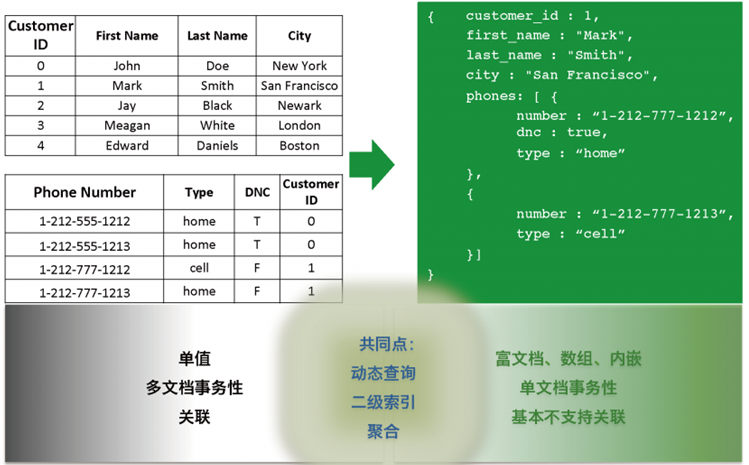 Customer ID First Name Last Name City
0 John Doe New York
1 Mark Smith San Francisco
2 Jay Black Newark
3 Meagan White London
4 Edward Daniels Boston
Phone Number Type DNC Customer ID
1-212-555-1212 home T 0
1-212-555-1213 home T 0
1-212-777-1212 cell F 1
1-212-777-1213 home F 1
{ customer_id : 1,
first_name : "Mark",
last_name : "Smith",
city : "San Francisco",
phones: [ {
number : “1-212-777-1212”,
dnc : true,
type : “home”
},
{
number : “1-212-777-1213”,
type : “cell”
}]
}
单值
多文档事务性
关联
共同点：
动态查询
二级索引
聚合
富文档、数组、内嵌
单文档事务性
基本不支持关联